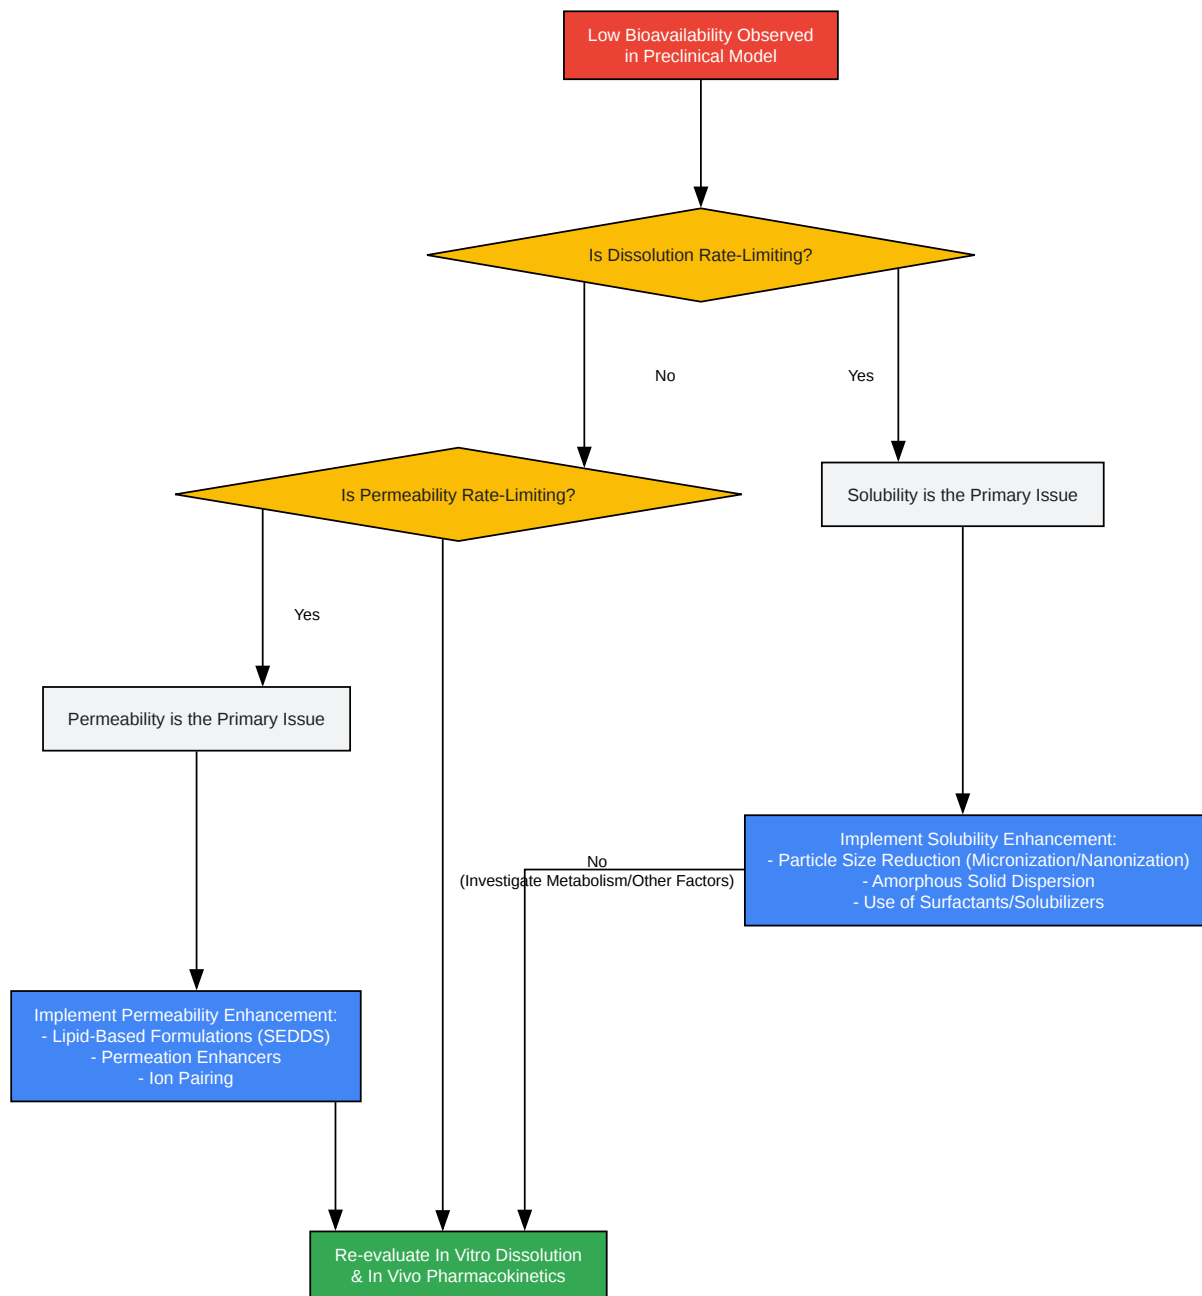 Low Bioavailability Observed
in Preclinical Model
Is Dissolution Rate-Limiting?
No
Yes
Is Permeability Rate-Limiting?
Solubility is the Primary Issue
Yes
Permeability is the Primary Issue
Implement Solubility Enhancement:
- Particle Size Reduction (Micronization/Nanonization)
- Amorphous Solid Dispersion
- Use of Surfactants/Solubilizers
No
(Investigate Metabolism/Other Factors)
Implement Permeability Enhancement:
- Lipid-Based Formulations (SEDDS)
- Permeation Enhancers
- Ion Pairing
Re-evaluate In Vitro Dissolution
& In Vivo Pharmacokinetics